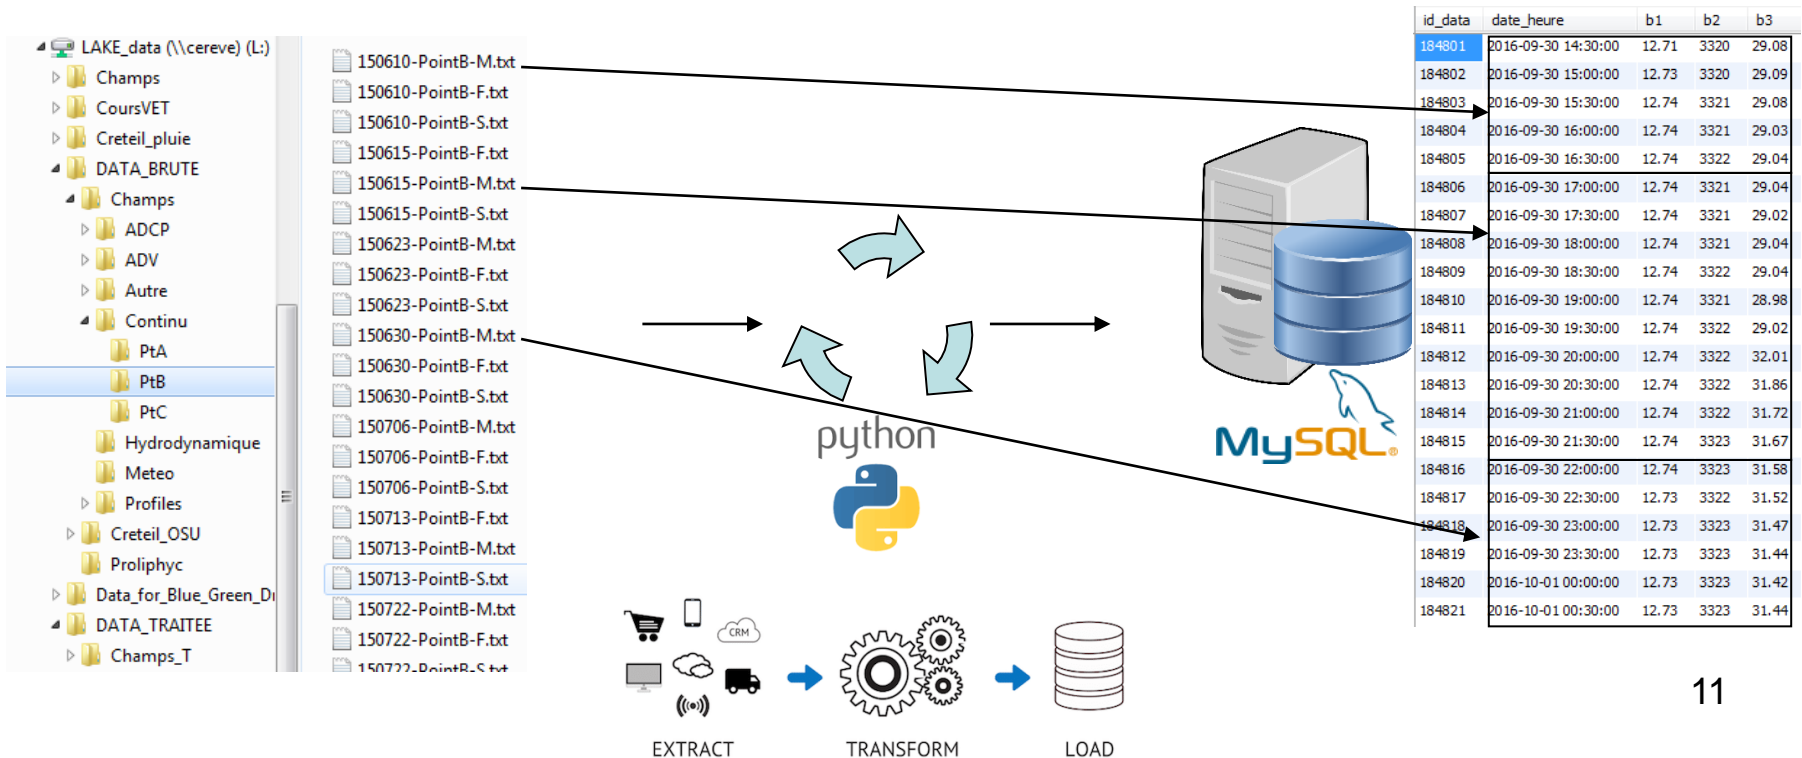 LAKE_data (\\cereve) (L:)
Champs
CoursVET
Creteil_pluie
DATA_BRUTE
Champs
ADCP
ADV
Autre
Continu
PtA
PtB
PtC
Hydrodynamique
Meteo
Profiles
Creteil_OSU
Proliphyc
Data_for_Blue_Green_Dr
DATA_TRAITEE
Champs_T
150610-PointB-M.txt
150610-PointB-F.txt
150610-PointB-S.txt
150615-PointB-F.txt
150615-PointB-M.txt
150615-PointB-S.txt
150623-PointB-M.txt
150623-PointB-F.txt
150623-PointB-S.txt
150630-PointB-M.txt
150630-PointB-F.txt
150630-PointB-S.txt
150706-PointB-M.txt
150706-PointB-F.txt
150706-PointB-S.txt
150713-PointB-F.txt
150713-PointB-M.txt
150713-PointB-S.txt
150722-PointB-M.txt
150722-PointB-F.txt
150722-PointB-S.txt
python
CRM
EXTRACT TRANSFORM LOAD
MySQL®
id_data date_heure b1 b2 b3
184801 2016-09-30 14:30:00 12.71 3320 29.08
184802 2016-09-30 15:00:00 12.73 3320 29.09
184803 2016-09-30 15:30:00 12.74 3321 29.08
184804 2016-09-30 16:00:00 12.74 3321 29.03
184805 2016-09-30 16:30:00 12.74 3322 29.04
184806 2016-09-30 17:00:00 12.74 3321 29.04
184807 2016-09-30 17:30:00 12.74 3321 29.02
184808 2016-09-30 18:00:00 12.74 3321 29.04
184809 2016-09-30 18:30:00 12.74 3322 29.04
184810 2016-09-30 19:00:00 12.74 3321 28.98
184811 2016-09-30 19:30:00 12.74 3322 29.02
184812 2016-09-30 20:00:00 12.74 3322 32.01
184813 2016-09-30 20:30:00 12.74 3322 31.86
184814 2016-09-30 21:00:00 12.74 3322 31.72
184815 2016-09-30 21:30:00 12.74 3323 31.67
184816 2016-09-30 22:00:00 12.74 3323 31.58
184817 2016-09-30 22:30:00 12.73 3322 31.52
184818 2016-09-30 23:00:00 12.73 3323 31.47
184819 2016-09-30 23:30:00 12.73 3323 31.44
184820 2016-10-01 00:00:00 12.73 3323 31.42
184821 2016-10-01 00:30:00 12.73 3323 31.44
11